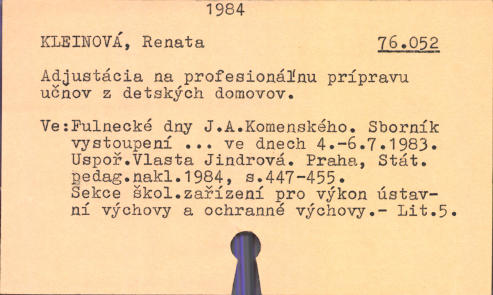 1984
KLEINOVÁ, Renata 76.052
Adjustácia na profesionálnu prípravu
učnov z detských domovov.
Ve:Fulnecké dny J.A.Komenského. Sborník
vystoupení ... ve dnech 4.-6.7.1983.
Uspoř.Vlasta Jindrová. Praha, Stát.
pedag.nakl.1984, s.447-455.
Sekce škol.zařízení pro výkon ústav-
ní výchovy a ochranné výchovy.- Lit.5.